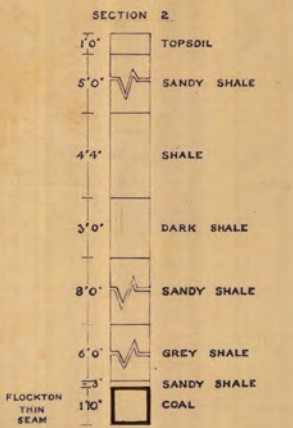 SECTION 2
1'0" TOPSOIL
5'0" SANDY SHALE
4'4" SHALE
3'0" DARK SHALE
8'0" SANDY SHALE
6'0" GREY SHALE
3" SANDY SHALE
1'10" COAL
FLOCKTON
THIN
SEAM